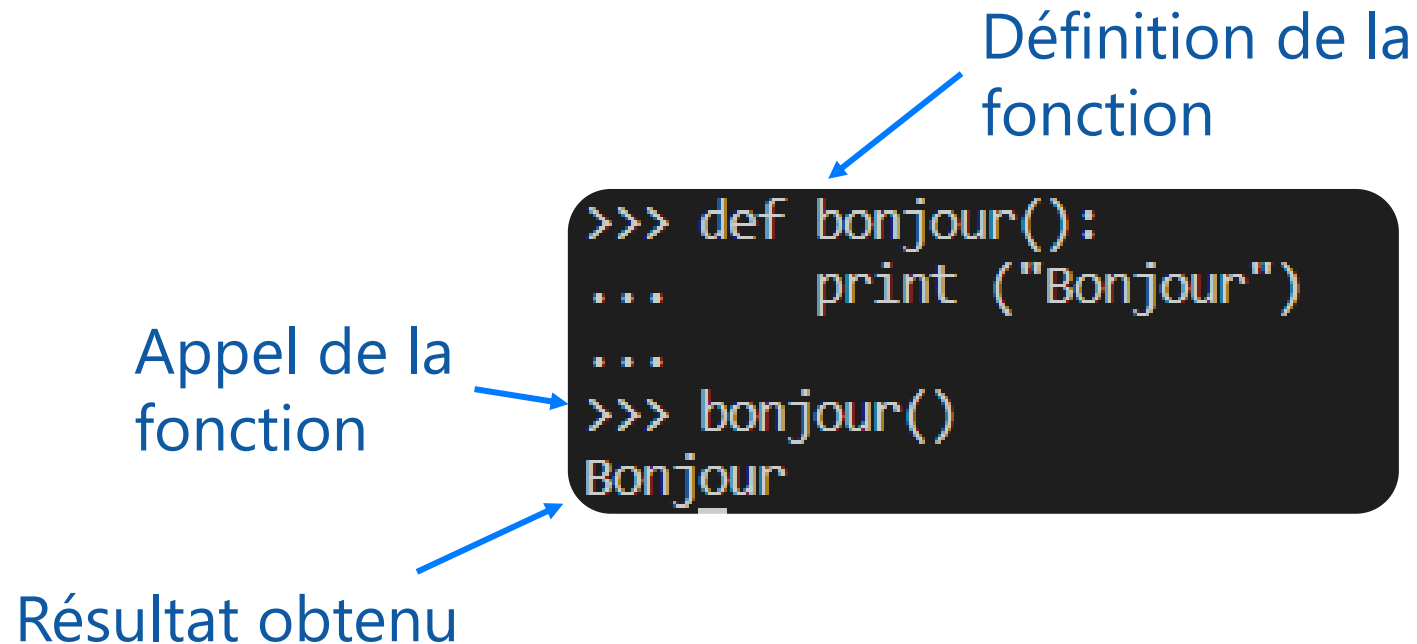 Définition de la
fonction
>>> def bonjour():
...     print ("Bonjour")
...
Appel de la
fonction
>>> bonjour()
Bonjour
Résultat obtenu